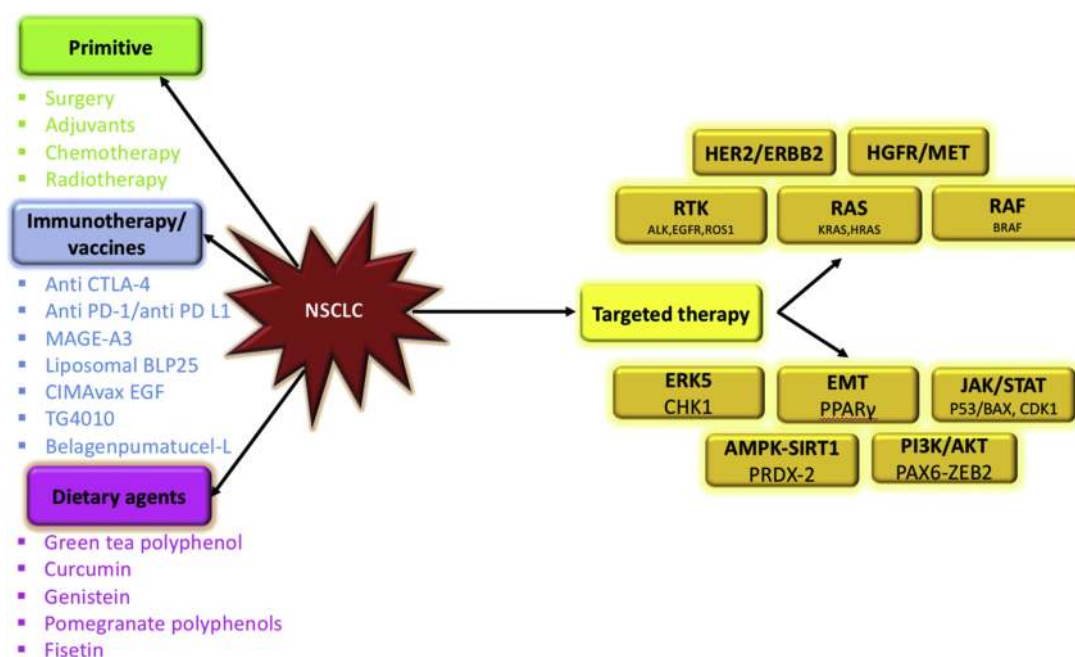 Primitive
▪ Surgery
▪ Adjuvants
▪ Chemotherapy
▪ Radiotherapy
Immunotherapy/
vaccines
▪ Anti CTLA-4
▪ Anti PD-1/anti PD L1
▪ MAGE-A3
▪ Liposomal BLP25
▪ CIMAvax EGF
▪ TG4010
▪ Belagenpumatucel-L
Dietary agents
▪ Green tea polyphenol
▪ Curcumin
▪ Genistein
▪ Pomegranate polyphenols
▪ Fisetin
NSCLC
Targeted therapy
HER2/ERBB2
HGFR/MET
RTK
ALK,EGFR,ROS1
RAS
KRAS,HRAS
RAF
BRAF
ERK5
CHK1
EMT
PPARγ
JAK/STAT
P53/BAX, CDK1
AMPK-SIRT1
PRDX-2
PI3K/AKT
PAX6-ZEB2